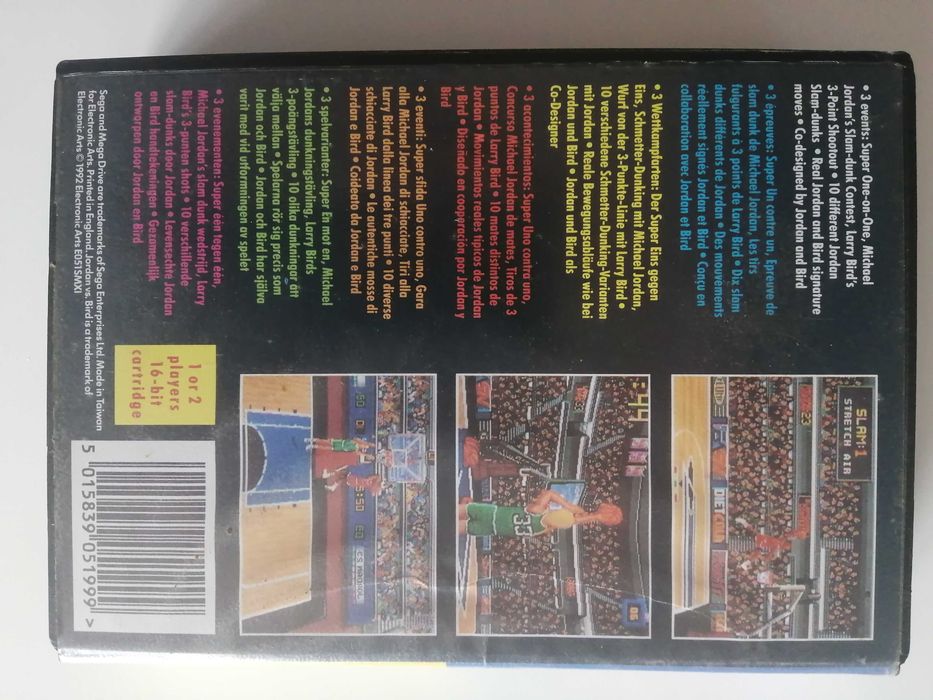 • 3 events: Super One-on-One, Michael
Jordan's Slam-dunk Contest, Larry Bird's
3-Point Shootout • 10 different Jordan
Slam-dunks • Real Jordan and Bird signature
moves • Co-designed by Jordan and Bird
• 3 épreuves: Super Un contre un, Epreuve de
slam dunk de Michael Jordan, Les tirs
fulgurants à 3 points de Larry Bird • Dix slam
dunks différents de Jordan • Des mouvements
réellement signés Jordan et Bird • Conçu en
collaboration avec Jordan et Bird
• 3 Wettkampfarten: Der Super Eins gegen
Eins, Schmetter-Dunking mit Michael Jordan,
Wurf von der 3-Punkte-Linie mit Larry Bird •
10 verschiedene Schmetter-Dunking-Varianten
mit Jordan • Reale Bewegungsabläufe wie bei
Jordan und Bird • Jordan und Bird als
Co-Designer
• 3 acontecimientos: Super Uno contra uno,
Concurso Michael Jordan de mates, Tiros de 3
puntos de Larry Bird • 10 mates distintos de
Jordan • Movimientos reales típicos de Jordan
y Bird • Diseñado en cooperación por Jordan y
Bird
• 3 eventi: Super sfida uno contro uno, Gara
alla Michael Jordan di schiacciate, Tiri alla
Larry Bird dalla linea dei tre punti • 10 diverse
schiacciate di Jordan • Le autentiche mosse di
Jordan e Bird • Coideato da Jordan e Bird
• 3 spelvarianter: Super En mot en, Michael
Jordans dunkningstävling, Larry Birds
3-poängstävling • 10 olika dunkningar att
välja mellan • Spelarna rör sig precis som
Jordan och Bird • Jordan och Bird har själva
varit med vid utformningen av spelet
• 3 evenementen: Super één tegen één,
Michael Jordan's slam dunk wedstrijd, Larry
Bird's 3-punten shots • 10 verschillende
slam-dunks door Jordan • Levensechte Jordan
en Bird handtekeningen • Gezamenlijk
ontworpen door Jordan en Bird
Sega and Mega Drive are trademarks of Sega Enterprises Ltd. Made in Taiwan
for Electronic Arts. Printed in England. Jordan vs. Bird is a trademark of
Electronic Arts. © 1992 Electronic Arts E051SMXI
SLAM:1
STRETCH AIR
23
33
06
1 or 2
players
16-bit
cartridge
5 015839 051999 >